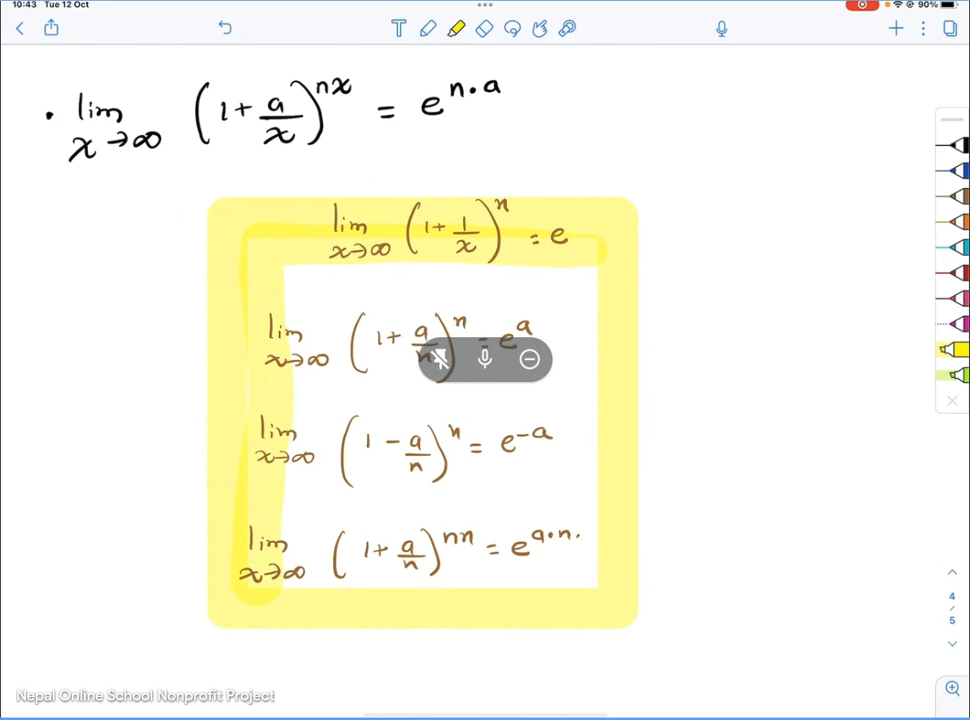 10:43 Tue 12 Oct 90%
• lim x→∞ (1 + a/x)^nx = e^n·a
lim x→∞ (1 + 1/x)^n = e
lim x→∞ (1 + a/n)^n = e^a
lim x→∞ (1 - a/n)^n = e^-a
lim x→∞ (1 + a/n)^nn = e^a·n.
4
/
5
Nepal Online School Nonprofit Project